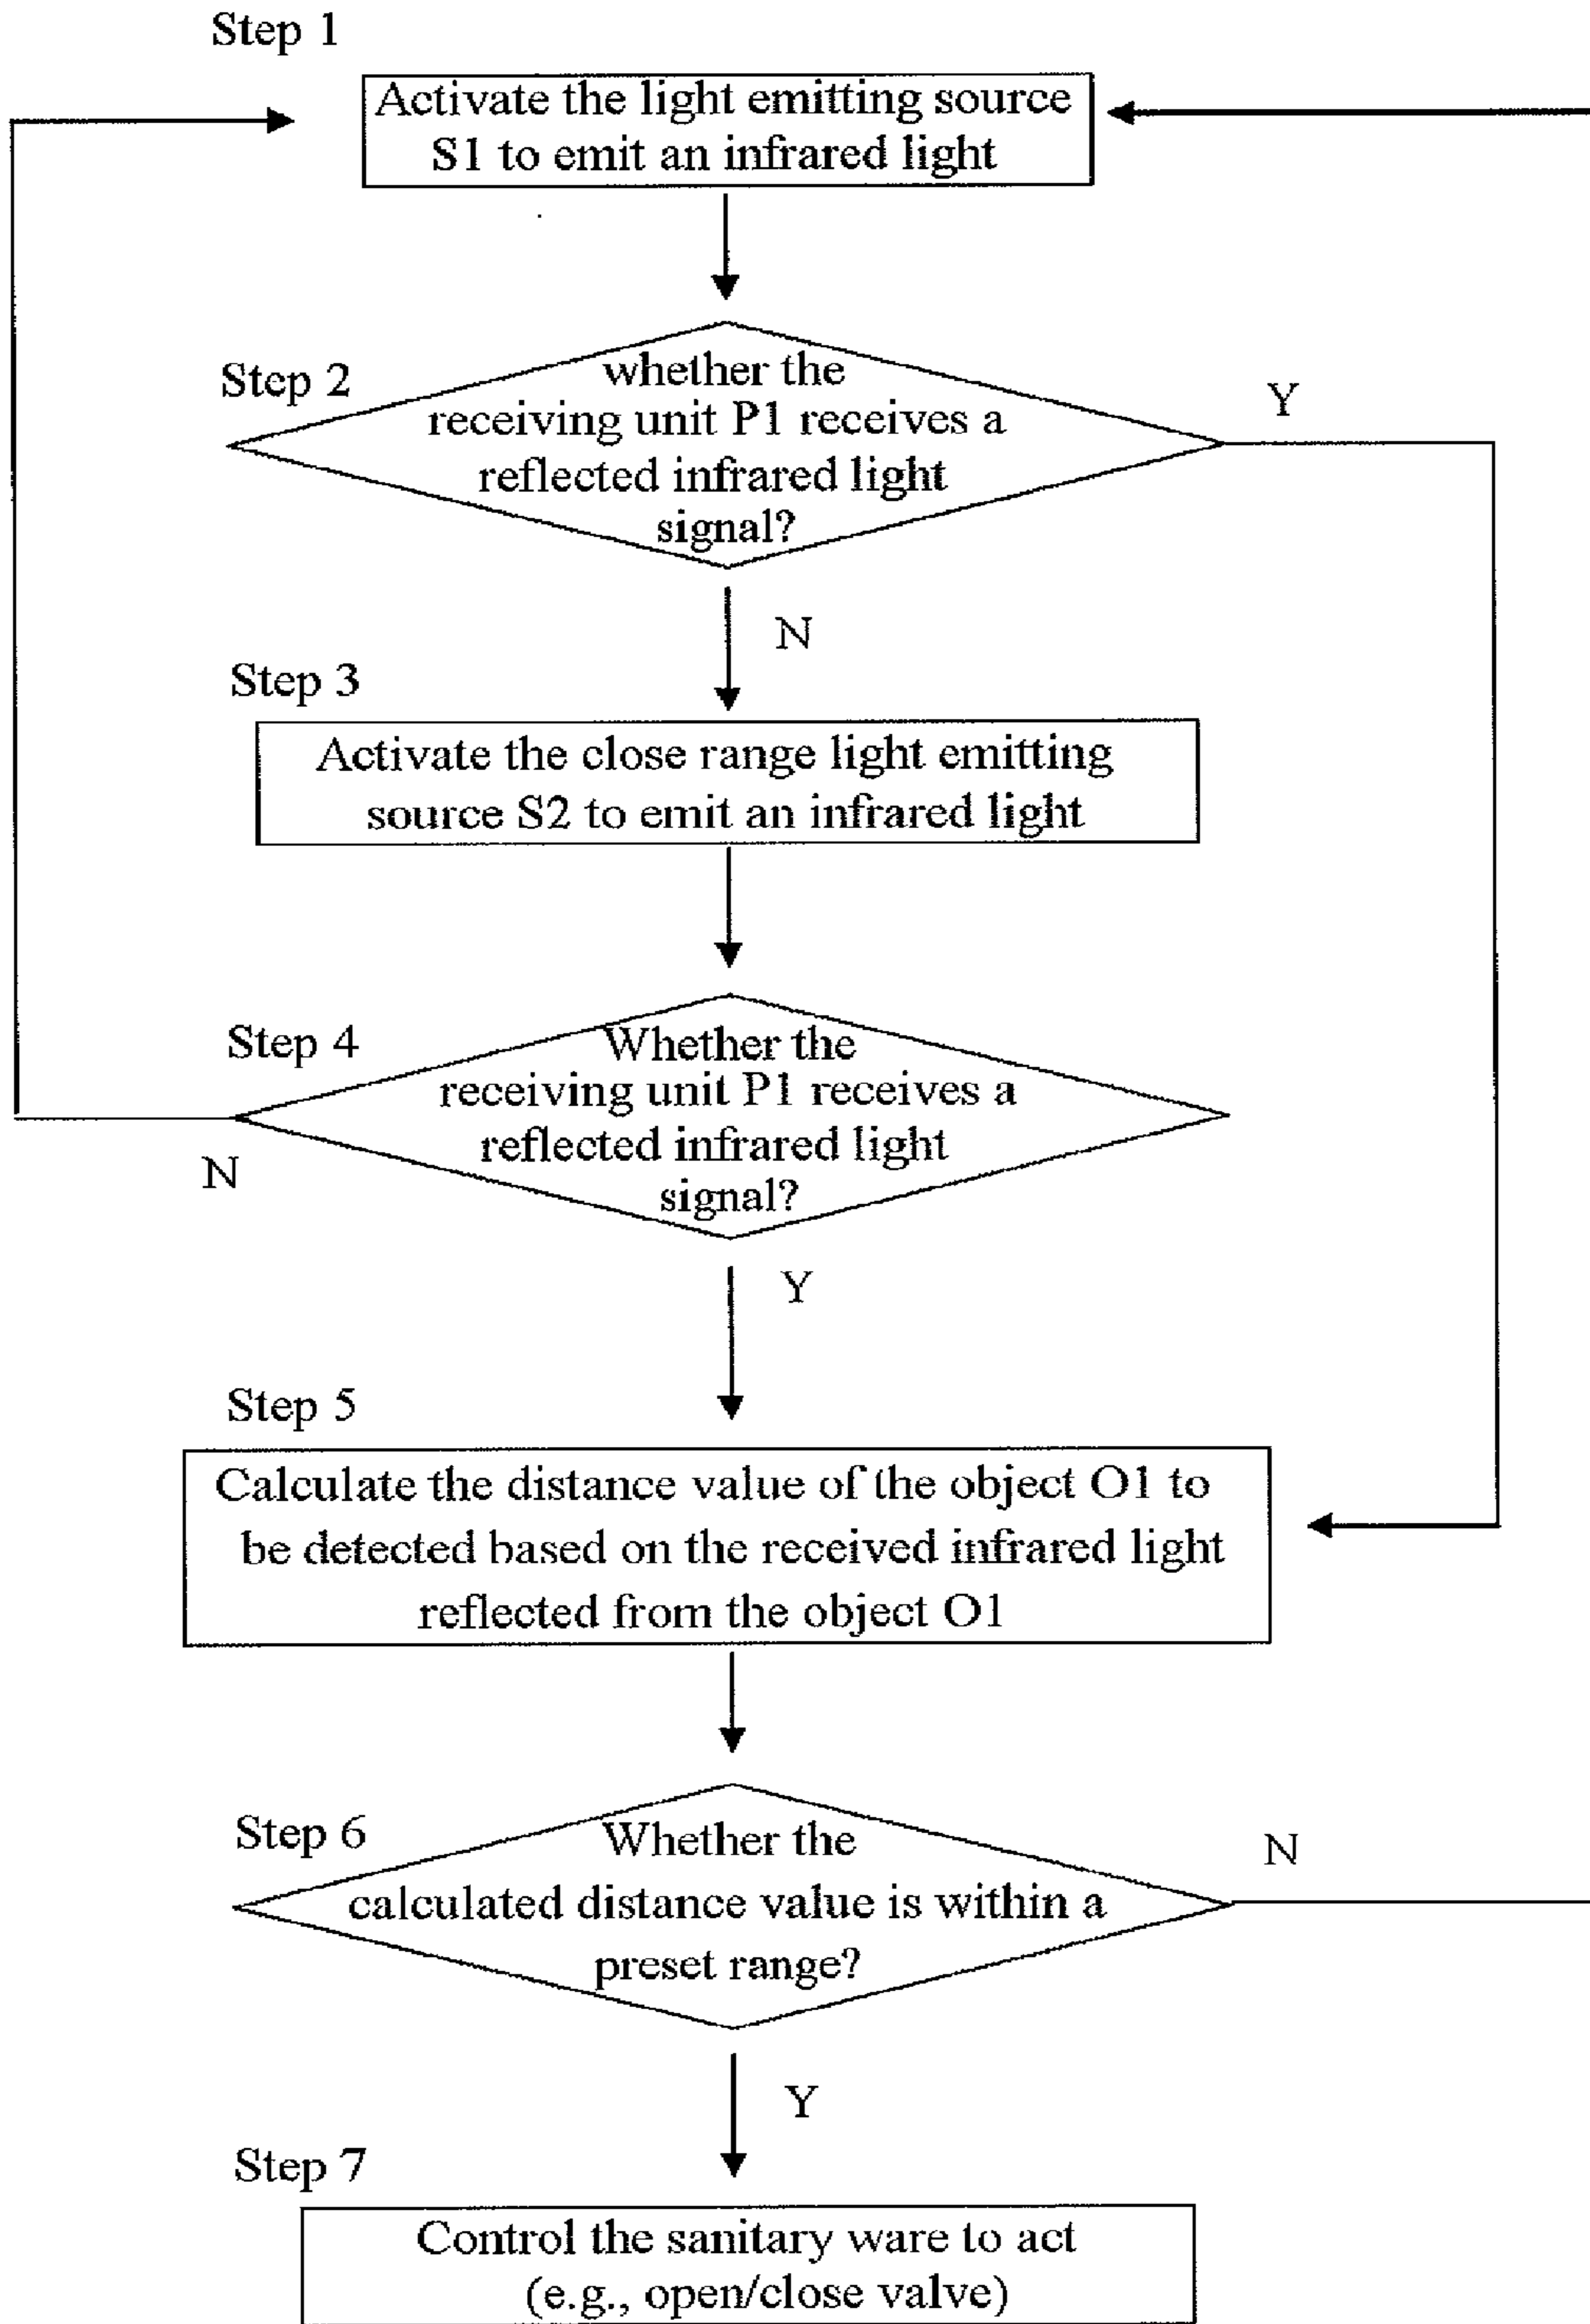 Step 1
Activate the light emitting source
S1 to emit an infrared light
Step 2
whether the
receiving unit P1 receives a
reflected infrared light
signal?
Y
N
Step 3
Activate the close range light emitting
source S2 to emit an infrared light
Step 4
Whether the
receiving unit P1 receives a
reflected infrared light
signal?
N
Y
Step 5
Calculate the distance value of the object O1 to
be detected based on the received infrared light
reflected from the object O1
Step 6
Whether the
calculated distance value is within a
preset range?
N
Y
Step 7
Control the sanitary ware to act
(e.g., open/close valve)